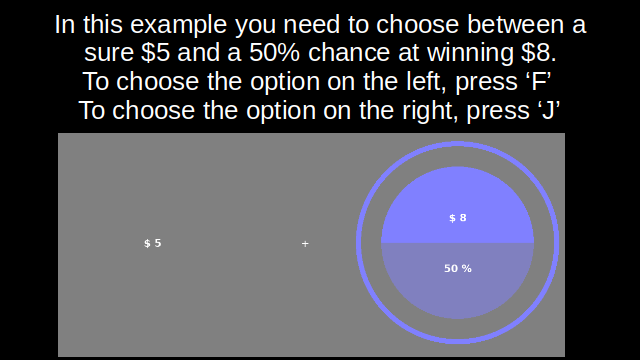 In this example you need to choose between a
sure $5 and a 50% chance at winning $8.
To choose the option on the left, press ‘F’
To choose the option on the right, press ‘J’
$ 8
$ 5 +
50 %